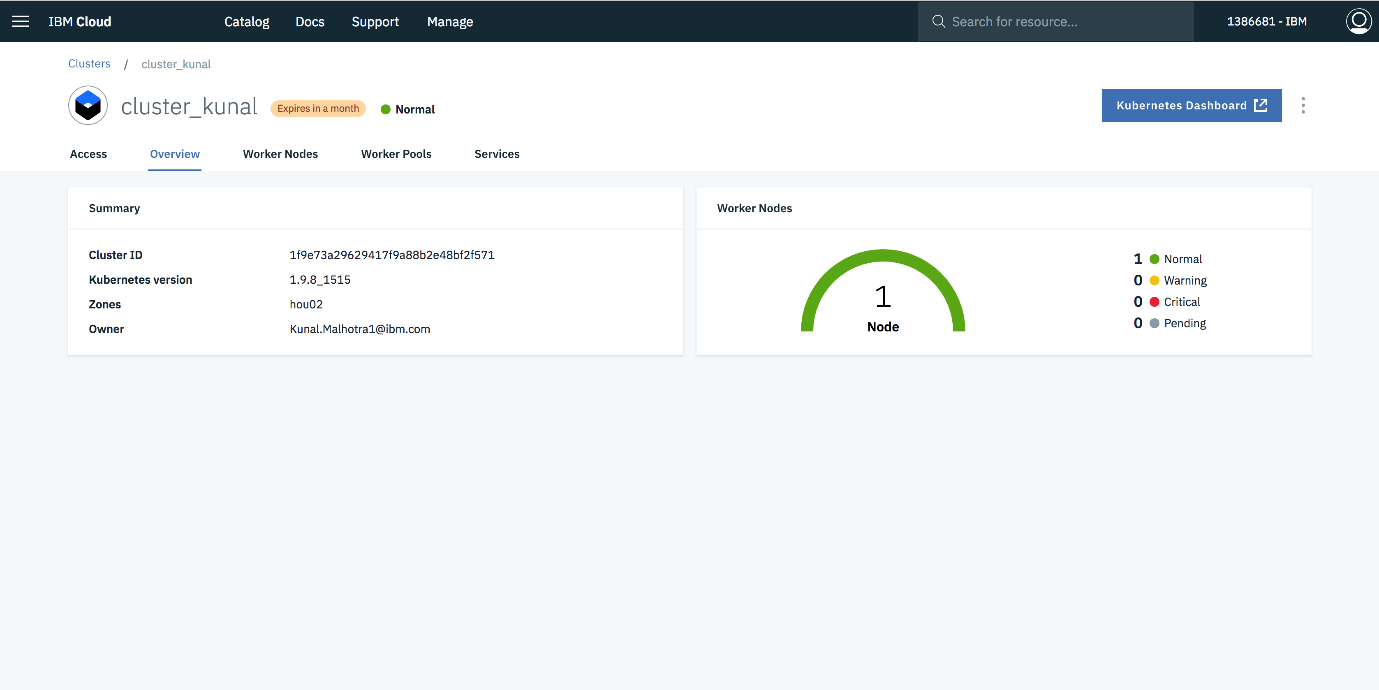 IBM Cloud Catalog Docs Support Manage Search for resource... 1386681 - IBM
Clusters / cluster_kunal
cluster_kunal Expires in a month Normal Kubernetes Dashboard
Access Overview Worker Nodes Worker Pools Services
Summary
Cluster ID 1f9e73a29629417f9a88b2e48bf2f571
Kubernetes version 1.9.8_1515
Zones hou02
Owner Kunal.Malhotra1@ibm.com
Worker Nodes
1
Node
1 Normal
0 Warning
0 Critical
0 Pending